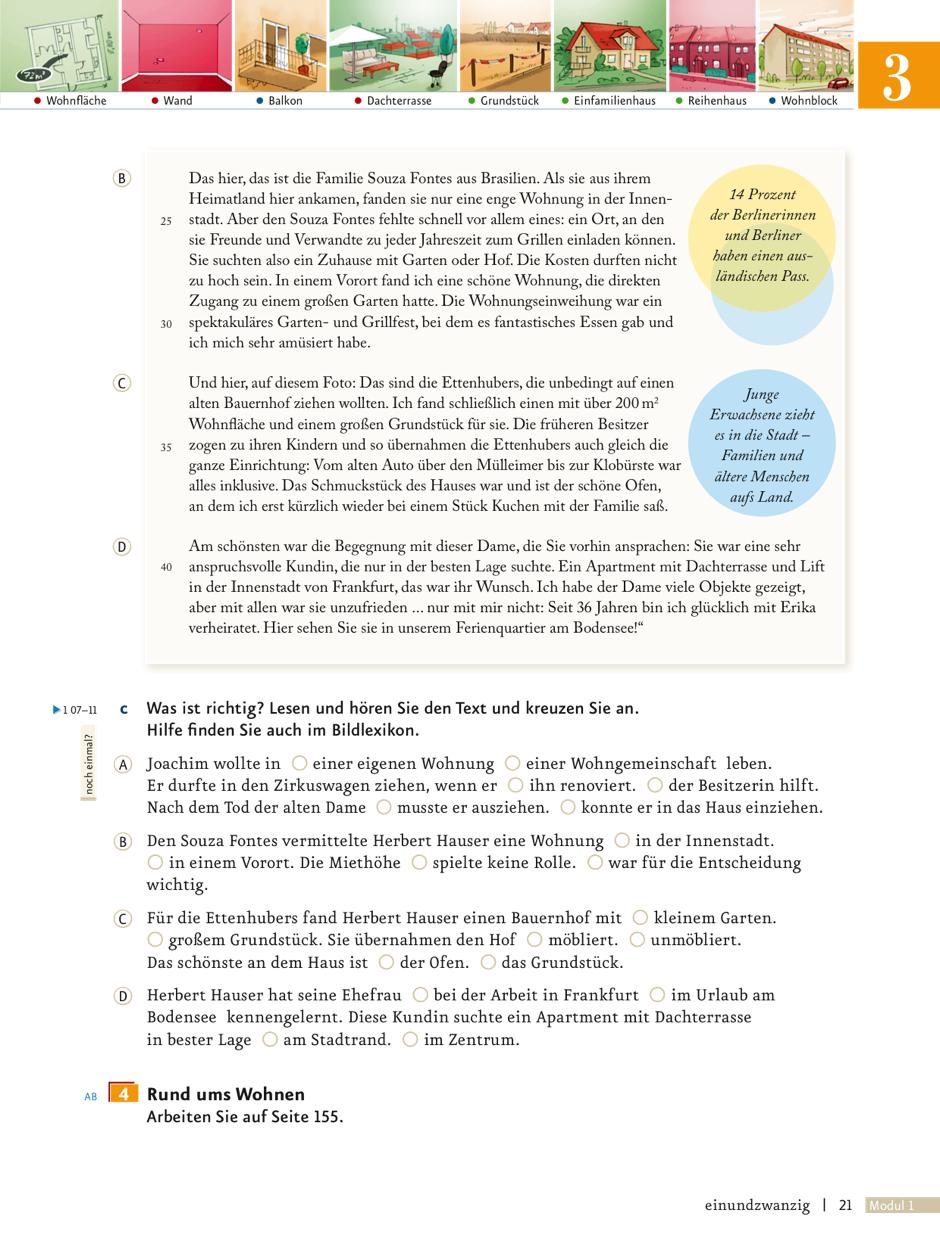 72 m²
Wohnfläche
Wand
Balkon
Dachterrasse
Grundstück
Einfamilienhaus
Reihenhaus
Wohnblock
3
B
Das hier, das ist die Familie Souza Fontes aus Brasilien. Als sie aus ihrem
Heimatland hier ankamen, fanden sie nur eine enge Wohnung in der Innen-
25 stadt. Aber den Souza Fontes fehlte schnell vor allem eines: ein Ort, an den
sie Freunde und Verwandte zu jeder Jahreszeit zum Grillen einladen können.
Sie suchten also ein Zuhause mit Garten oder Hof. Die Kosten durften nicht
zu hoch sein. In einem Vorort fand ich eine schöne Wohnung, die direkten
Zugang zu einem großen Garten hatte. Die Wohnungseinweihung war ein
30 spektakuläres Garten- und Grillfest, bei dem es fantastisches Essen gab und
ich mich sehr amüsiert habe.
14 Prozent
der Berlinerinnen
und Berliner
haben einen aus-
ländischen Pass.
C
Und hier, auf diesem Foto: Das sind die Ettenhubers, die unbedingt auf einen
alten Bauernhof ziehen wollten. Ich fand schließlich einen mit über 200 m²
Wohnfläche und einem großen Grundstück für sie. Die früheren Besitzer
35 zogen zu ihren Kindern und so übernahmen die Ettenhubers auch gleich die
ganze Einrichtung: Vom alten Auto über den Mülleimer bis zur Klobürste war
alles inklusive. Das Schmuckstück des Hauses war und ist der schöne Ofen,
an dem ich erst kürzlich wieder bei einem Stück Kuchen mit der Familie saß.
Junge
Erwachsene zieht
es in die Stadt –
Familien und
ältere Menschen
aufs Land.
D
Am schönsten war die Begegnung mit dieser Dame, die Sie vorhin ansprachen: Sie war eine sehr
40 anspruchsvolle Kundin, die nur in der besten Lage suchte. Ein Apartment mit Dachterrasse und Lift
in der Innenstadt von Frankfurt, das war ihr Wunsch. Ich habe der Dame viele Objekte gezeigt,
aber mit allen war sie unzufrieden ... nur mit mir nicht: Seit 36 Jahren bin ich glücklich mit Erika
verheiratet. Hier sehen Sie sie in unserem Ferienquartier am Bodensee!“
1 07–11 c Was ist richtig? Lesen und hören Sie den Text und kreuzen Sie an.
Hilfe finden Sie auch im Bildlexikon.
noch einmal?
A Joachim wollte in ○ einer eigenen Wohnung ○ einer Wohngemeinschaft leben.
Er durfte in den Zirkuswagen ziehen, wenn er ○ ihn renoviert. ○ der Besitzerin hilft.
Nach dem Tod der alten Dame ○ musste er ausziehen. ○ konnte er in das Haus einziehen.
B Den Souza Fontes vermittelte Herbert Hauser eine Wohnung ○ in der Innenstadt.
○ in einem Vorort. Die Miethöhe ○ spielte keine Rolle. ○ war für die Entscheidung
wichtig.
C Für die Ettenhubers fand Herbert Hauser einen Bauernhof mit ○ kleinem Garten.
○ großem Grundstück. Sie übernahmen den Hof ○ möbliert. ○ unmöbliert.
Das schönste an dem Haus ist ○ der Ofen. ○ das Grundstück.
D Herbert Hauser hat seine Ehefrau ○ bei der Arbeit in Frankfurt ○ im Urlaub am
Bodensee kennengelernt. Diese Kundin suchte ein Apartment mit Dachterrasse
in bester Lage ○ am Stadtrand. ○ im Zentrum.
AB 4 Rund ums Wohnen
Arbeiten Sie auf Seite 155.
einundzwanzig | 21 Modul 1